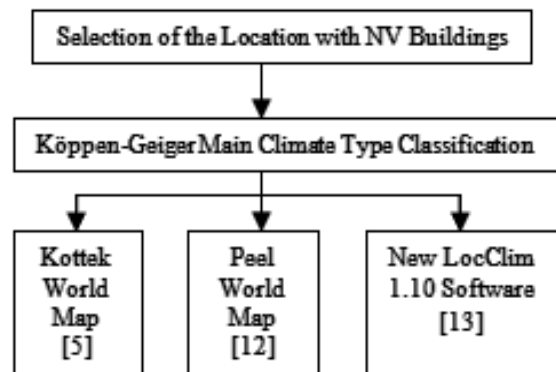 Selection of the Location with NV Buildings
Köppen-Geiger Main Climate Type Classification
Kottek
World
Map
[5]
Peel
World
Map
[12]
New LocClim
1.10 Software
[13]